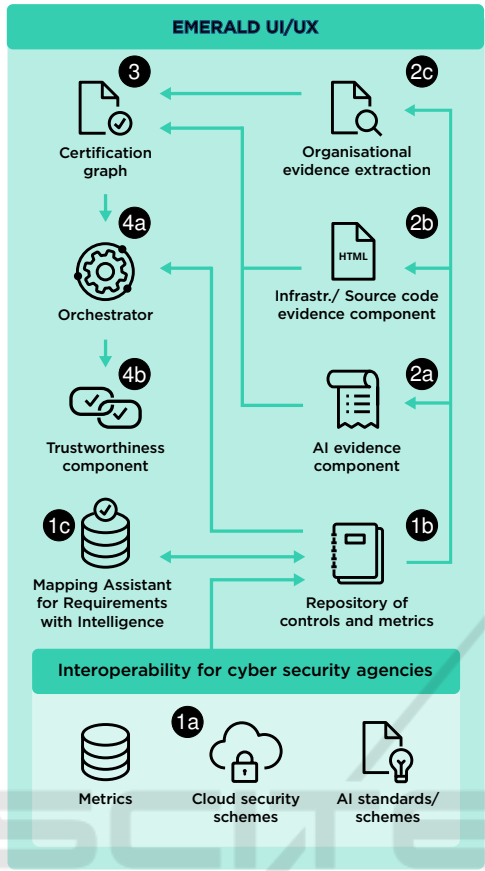 EMERALD UI/UX
3
2c
Certification
graph
Organisational
evidence extraction
4a
2b
HTML
Orchestrator
Infrastr./ Source code
evidence component
4b
2a
Trustworthiness
component
AI evidence
component
1c
1b
Mapping Assistant
for Requirements
with Intelligence
Repository of
controls and metrics
Interoperability for cyber security agencies
1a
Metrics
Cloud security
schemes
AI standards/
schemes